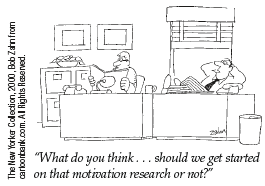 The New Yorker Collection, 2000, Bob Zahn from
cartoonbank.com. All Rights Reserved.
Zahn
"What do you think . . . should we get started
on that motivation research or not?"